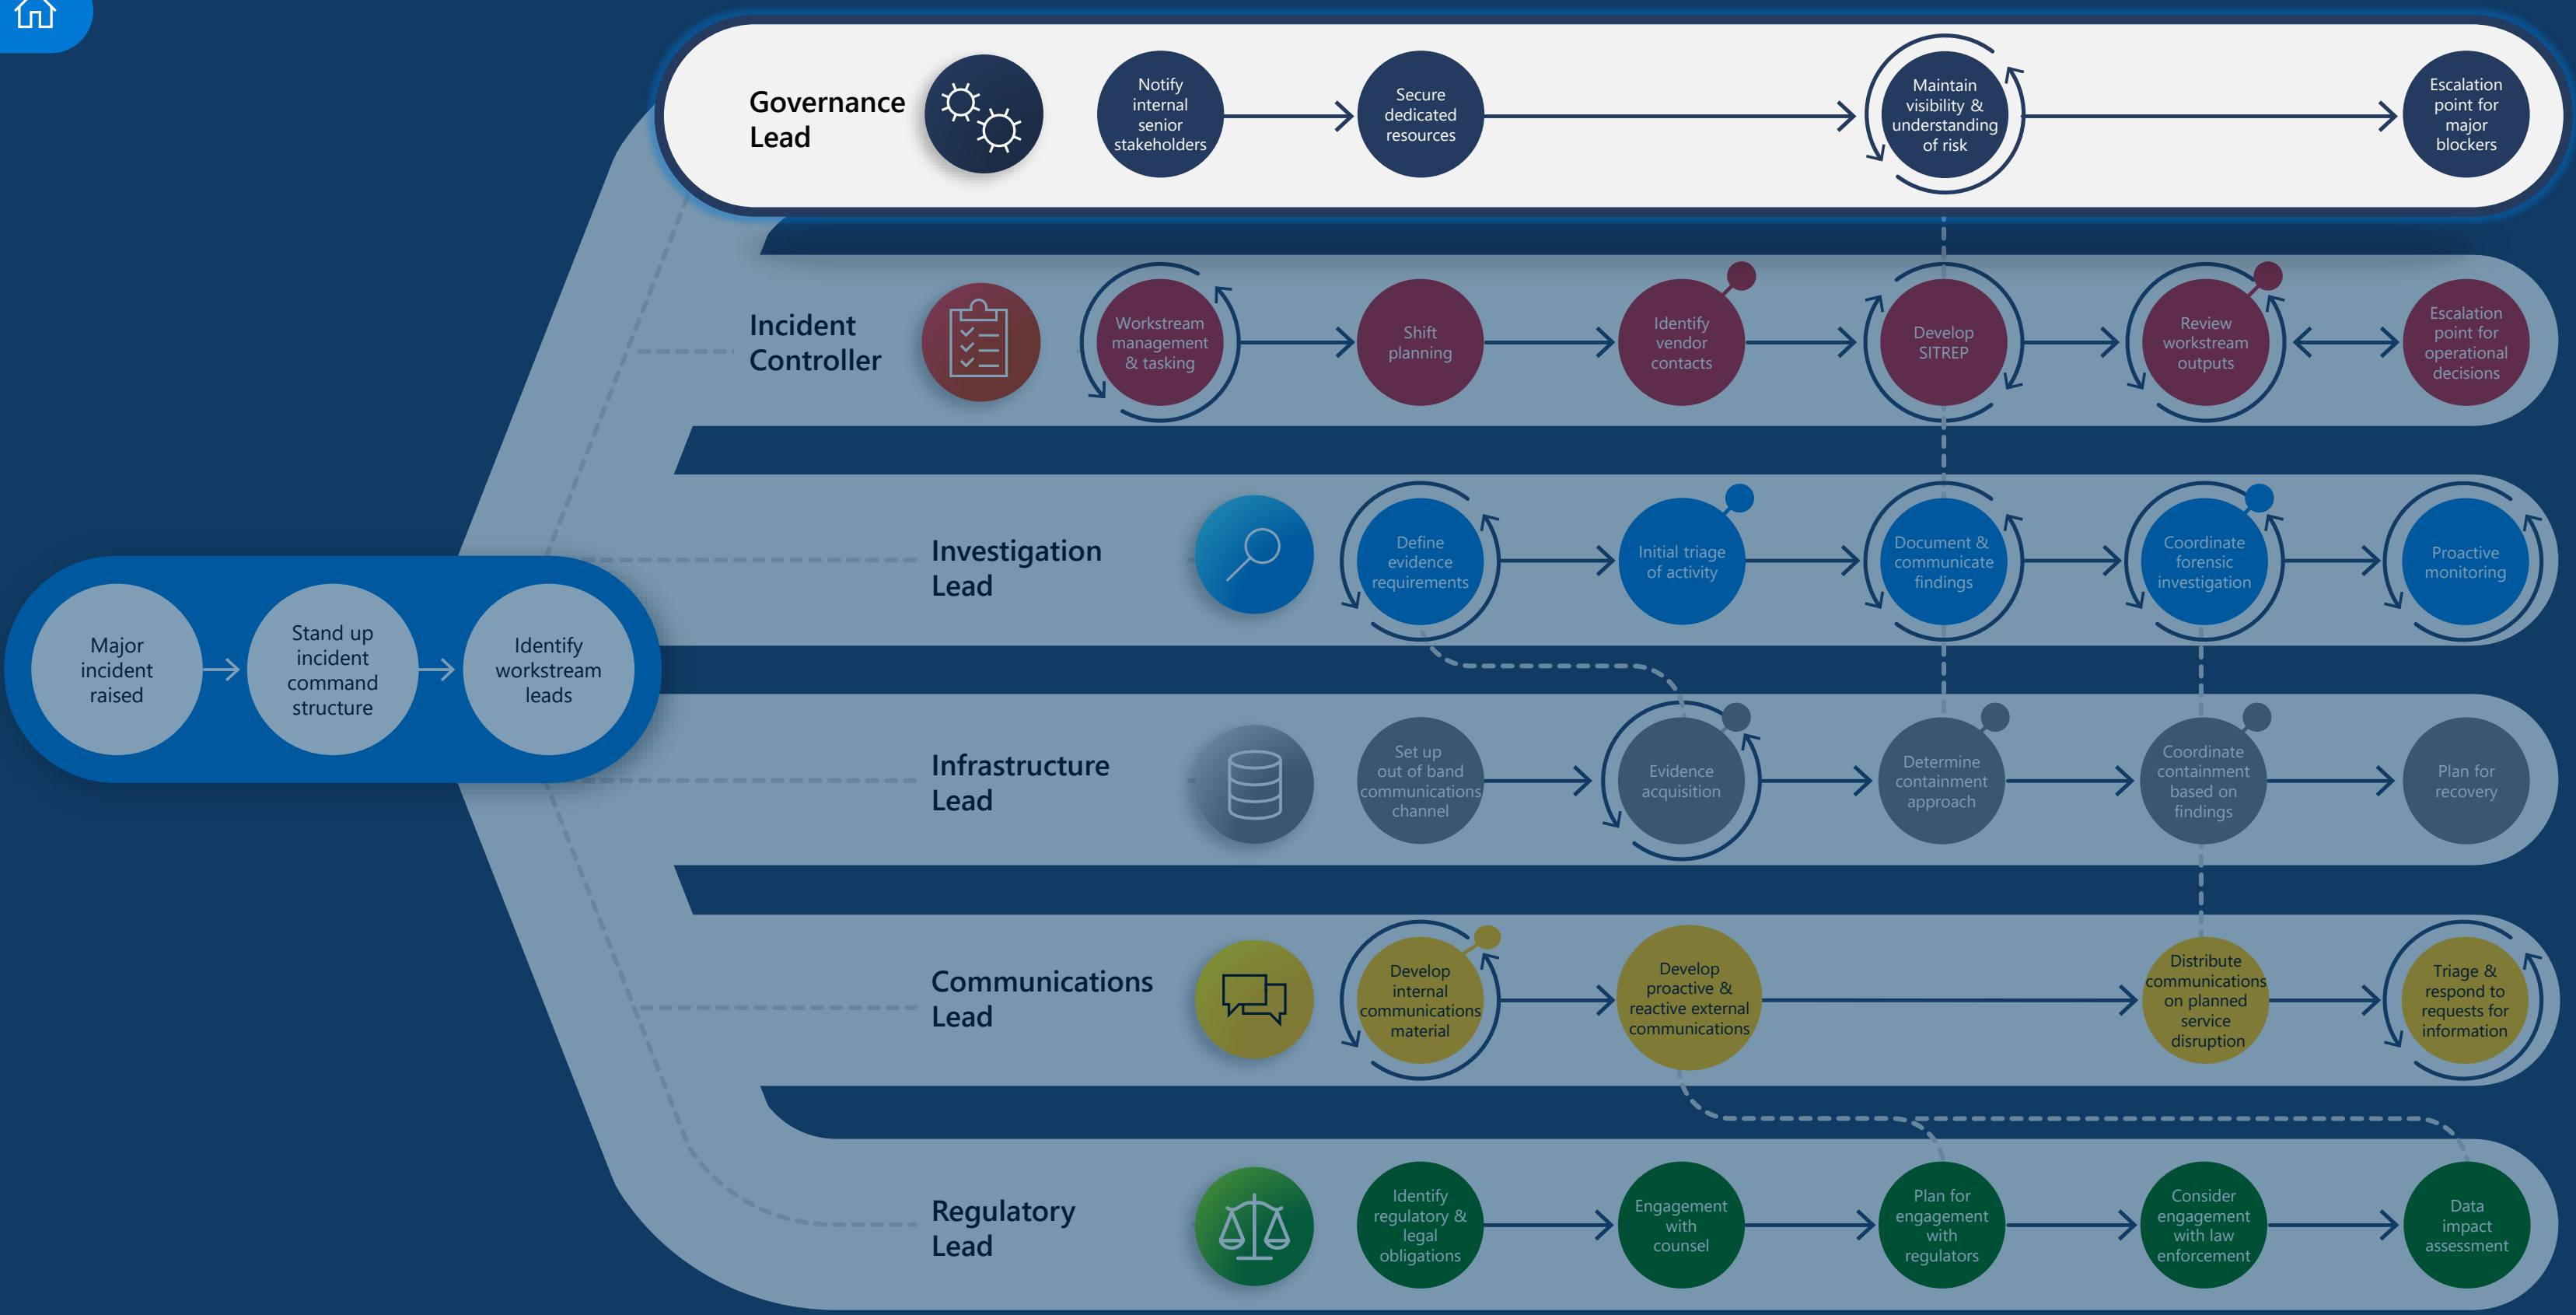 Governance
Lead
Notify
internal
senior
stakeholders
Secure
dedicated
resources
Maintain
visibility &
understanding
of risk
Escalation
point for
major
blockers
Incident
Controller
Workstream
management
& tasking
Shift
planning
Identify
vendor
contacts
Develop
SITREP
Review
workstream
outputs
Escalation
point for
operational
decisions
Investigation
Lead
Define
evidence
requirements
Initial triage
of activity
Document &
communicate
findings
Coordinate
forensic
investigation
Proactive
monitoring
Major
incident
raised
Stand up
incident
command
structure
Identify
workstream
leads
Infrastructure
Lead
Set up
out of band
communications
channel
Evidence
acquisition
Determine
containment
approach
Coordinate
containment
based on
findings
Plan for
recovery
Communications
Lead
Develop
internal
communications
material
Develop
proactive &
reactive external
communications
Distribute
communications
on planned
service
disruption
Triage &
respond to
requests for
information
Regulatory
Lead
Identify
regulatory &
legal
obligations
Engagement
with
counsel
Plan for
engagement
with
regulators
Consider
engagement
with law
enforcement
Data
impact
assessment